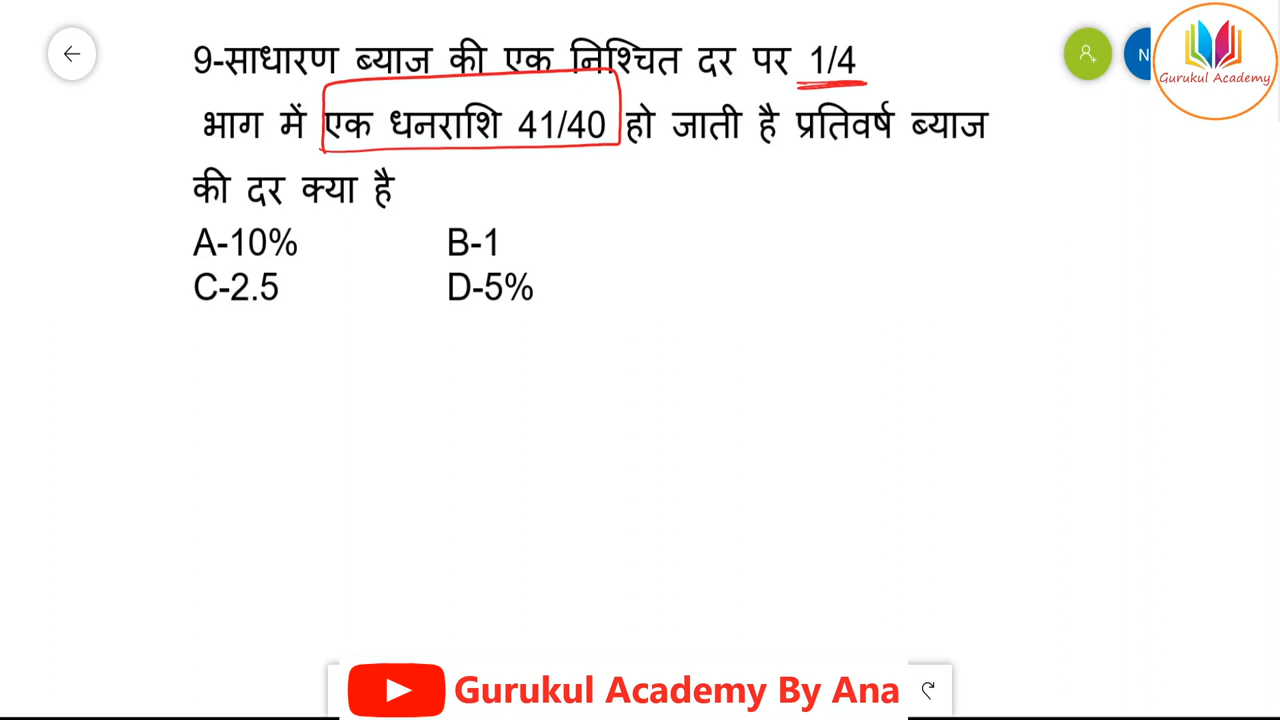 9-साधारण ब्याज की एक निश्चित दर पर 1/4
भाग में एक धनराशि 41/40 हो जाती है प्रतिवर्ष ब्याज
की दर क्या है
A-10% B-1
C-2.5 D-5%
N
Gurukul Academy
Gurukul Academy By Ana